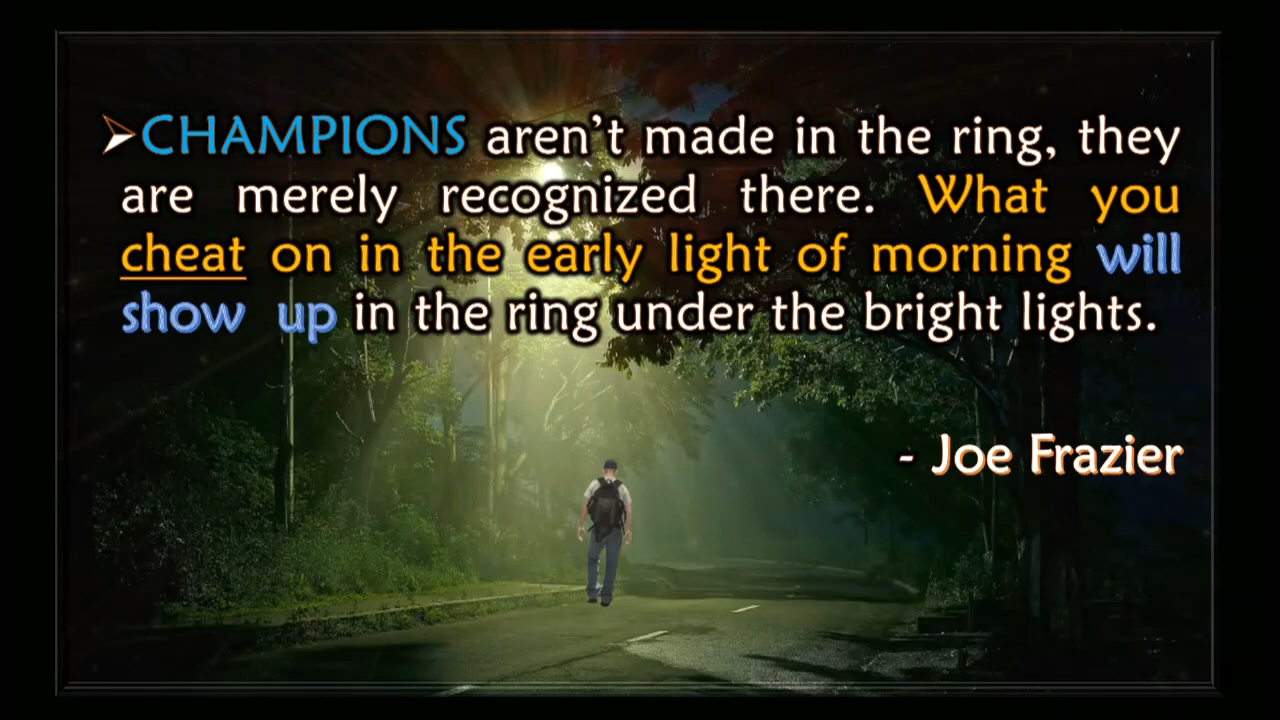 ➢CHAMPIONS aren’t made in the ring, they
are merely recognized there. What you
cheat on in the early light of morning will
show up in the ring under the bright lights.
- Joe Frazier